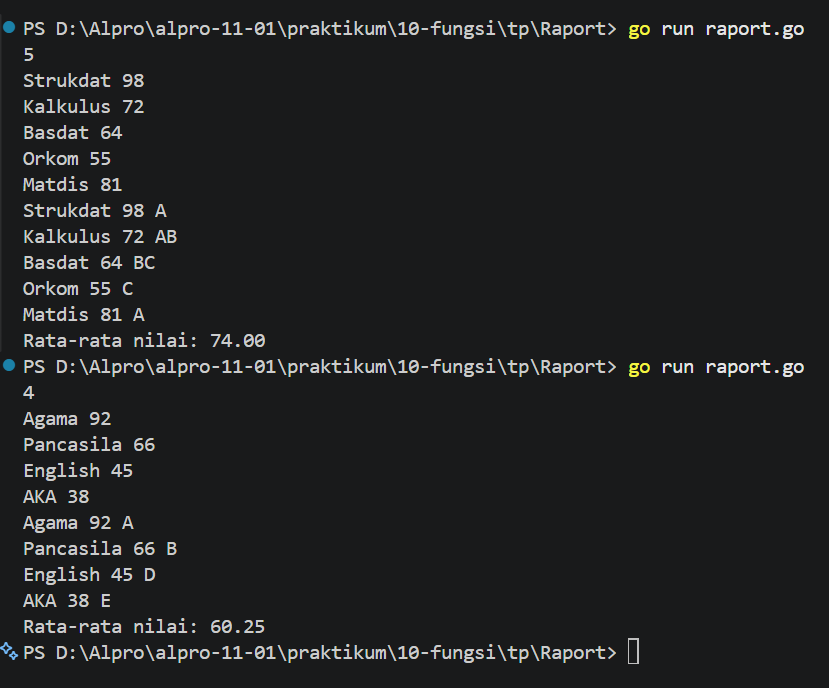 PS D:\Alpro\alpro-11-01\praktikum\10-fungsi\tp\Raport> go run raport.go
5
Strukdat 98
Kalkulus 72
Basdat 64
Orkom 55
Matdis 81
Strukdat 98 A
Kalkulus 72 AB
Basdat 64 BC
Orkom 55 C
Matdis 81 A
Rata-rata nilai: 74.00
PS D:\Alpro\alpro-11-01\praktikum\10-fungsi\tp\Raport> go run raport.go
4
Agama 92
Pancasila 66
English 45
AKA 38
Agama 92 A
Pancasila 66 B
English 45 D
AKA 38 E
Rata-rata nilai: 60.25
PS D:\Alpro\alpro-11-01\praktikum\10-fungsi\tp\Raport>